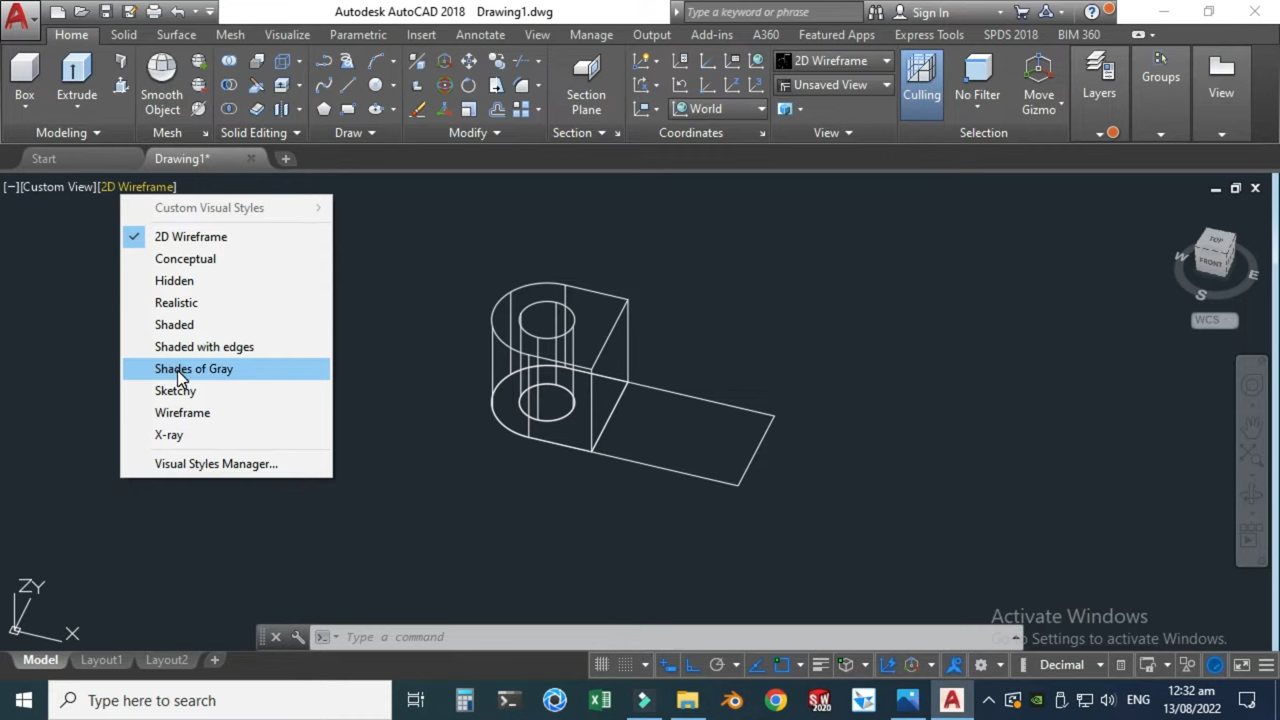 Autodesk AutoCAD 2018 Drawing1.dwg
Type a keyword or phrase
Sign In
Home Solid Surface Mesh Visualize Parametric Insert Annotate View Manage Output Add-ins A360 Featured Apps Express Tools SPDS 2018 BIM 360
Box
Extrude
Smooth
Object
Section
Plane
2D Wireframe
Unsaved View
World
Culling
No Filter
Move
Gizmo
Layers
Groups
View
Modeling
Mesh
Solid Editing
Draw
Modify
Section
Coordinates
View
Selection
Start
Drawing1*
[−][Custom View][2D Wireframe]
Custom Visual Styles
2D Wireframe
Conceptual
Hidden
Realistic
Shaded
Shaded with edges
Shades of Gray
Sketchy
Wireframe
X-ray
Visual Styles Manager...
TOP
FRONT
W
E
S
WCS
ZY
X
Activate Windows
Go to Settings to activate Windows.
Type a command
Model Layout1 Layout2
Decimal
Type here to search
SW
2020
ENG
12:32 am
13/08/2022